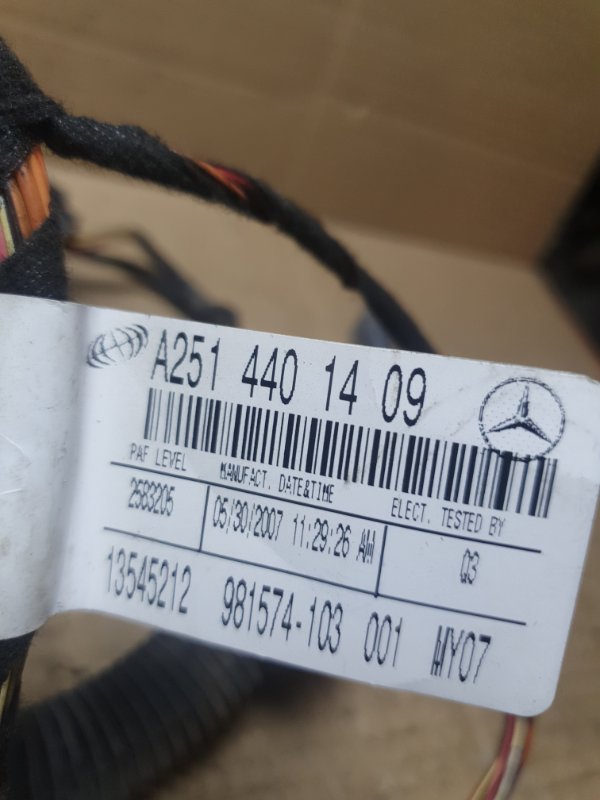 A251 440 14 09
PAF LEVEL MANUFACT. DATE&TIME ELECT. TESTED BY
2583205 05/30/2007 11:29:26 AM Q3
13545212 981574-103 001 MY07